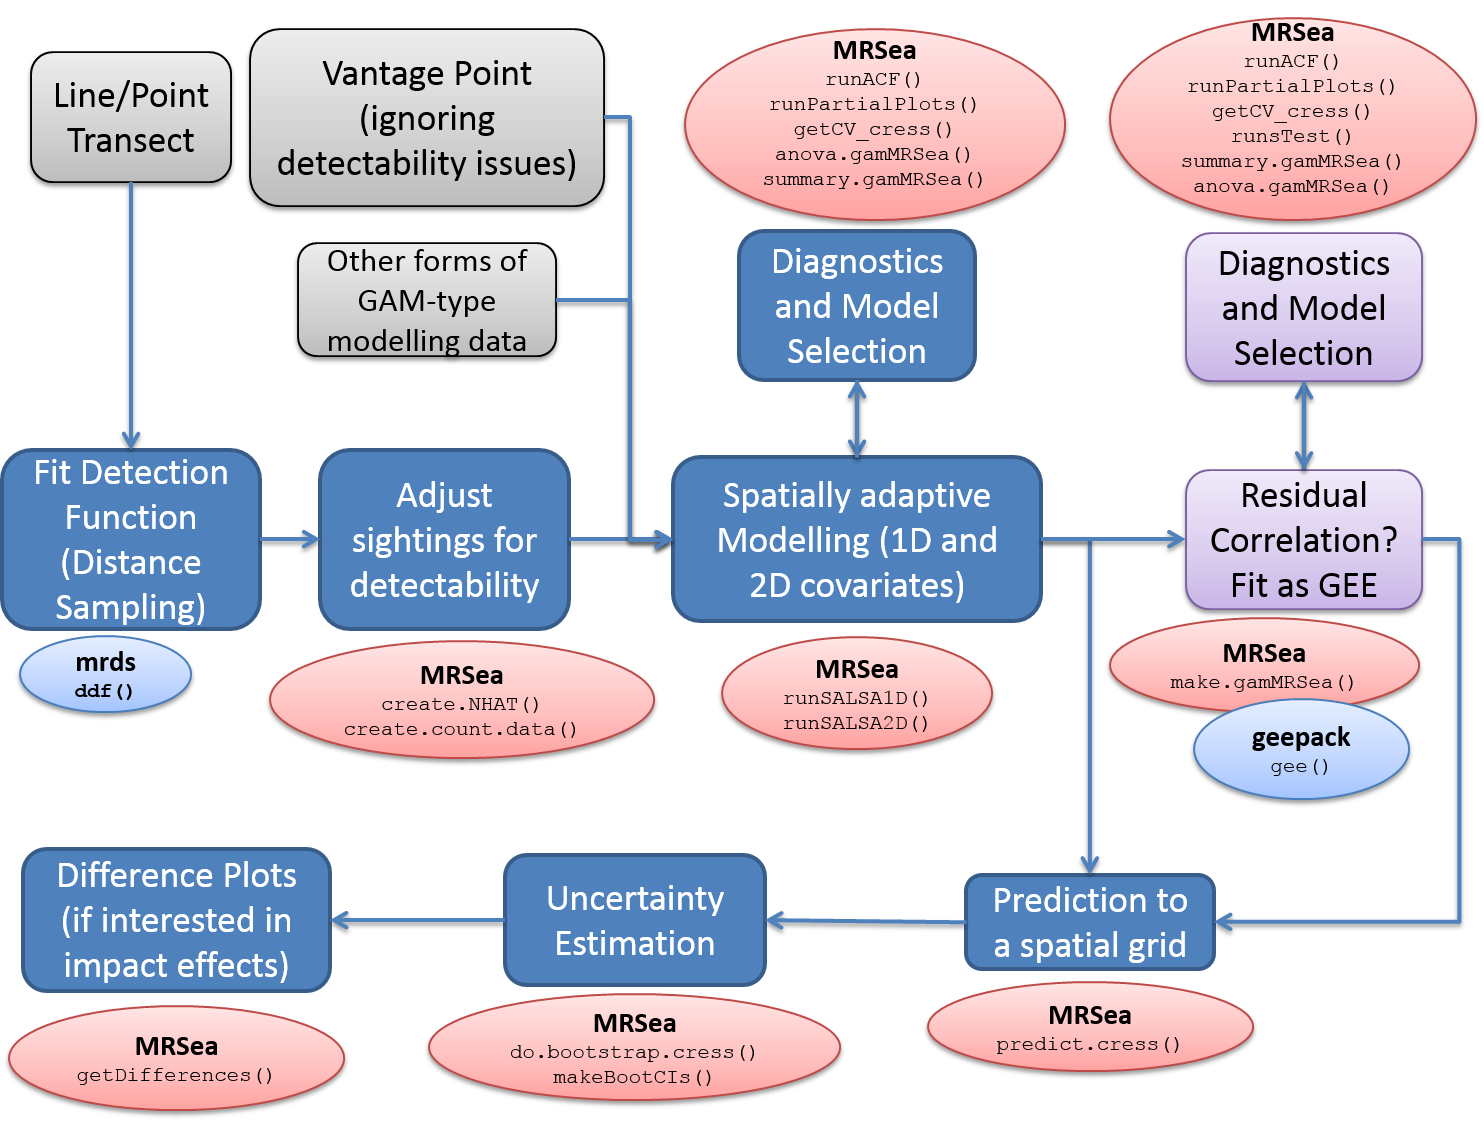 Line/Point
Transect
Vantage Point
(ignoring
detectability issues)
Other forms of
GAM-type
modelling data
MRSea
runACF()
runPartialPlots()
getCV_cress()
anova.gamMRSea()
summary.gamMRSea()
MRSea
runACF()
runPartialPlots()
getCV_cress()
runsTest()
summary.gamMRSea()
anova.gamMRSea()
Diagnostics
and Model
Selection
Diagnostics
and Model
Selection
Fit Detection
Function
(Distance
Sampling)
mrds
ddf()
Adjust
sightings for
detectability
MRSea
create.NHAT()
create.count.data()
Spatially adaptive
Modelling (1D and
2D covariates)
MRSea
runSALSA1D()
runSALSA2D()
Residual
Correlation?
Fit as GEE
MRSea
make.gamMRSea()
geepack
gee()
Difference Plots
(if interested in
impact effects)
MRSea
getDifferences()
Uncertainty
Estimation
MRSea
do.bootstrap.cress()
makeBootCIs()
Prediction to
a spatial grid
MRSea
predict.cress()